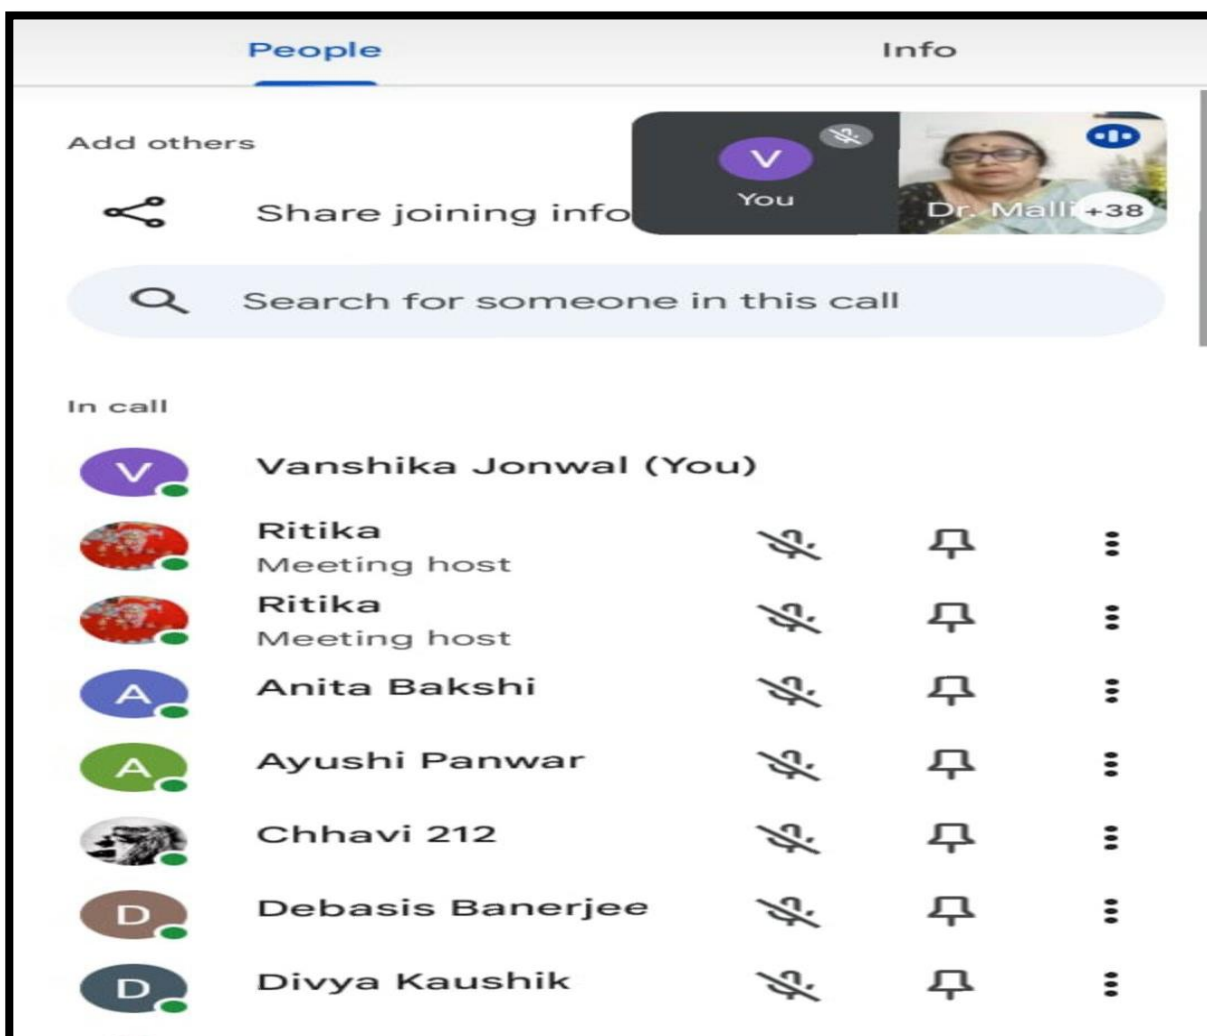 People
Info
Add others
Share joining info
V
You
Dr. Malli
+38
Search for someone in this call
In call
V
Vanshika Jonwal (You)
Ritika
Meeting host
Ritika
Meeting host
A
Anita Bakshi
A
Ayushi Panwar
Chhavi 212
D
Debasis Banerjee
D
Divya Kaushik